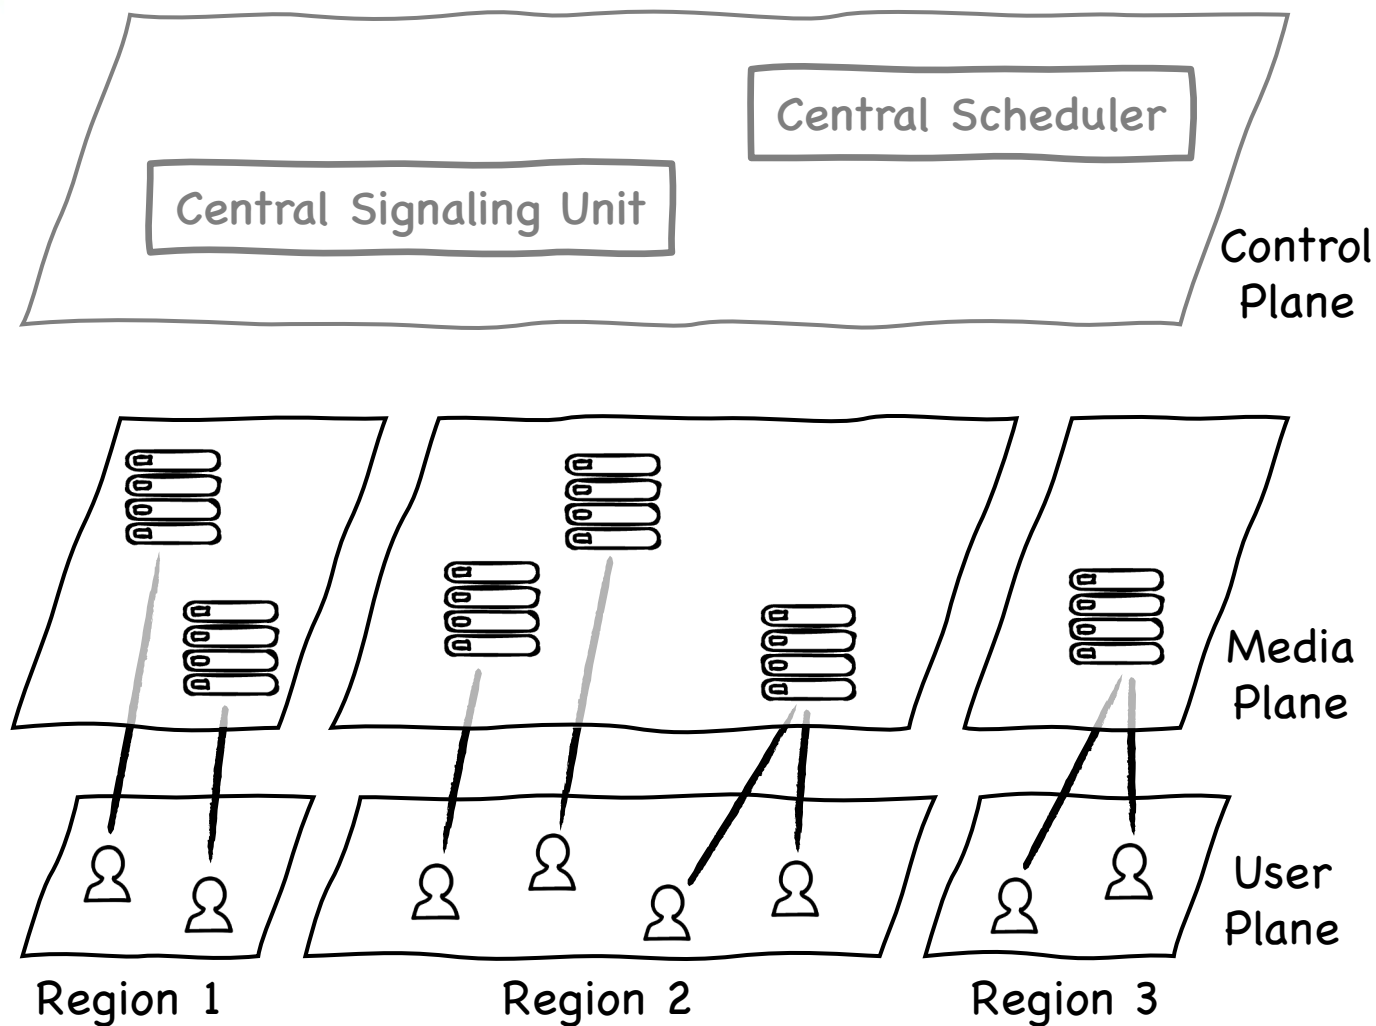 Central Scheduler
Central Signaling Unit
Control
Plane
Media
Plane
User
Plane
Region 1
Region 2
Region 3